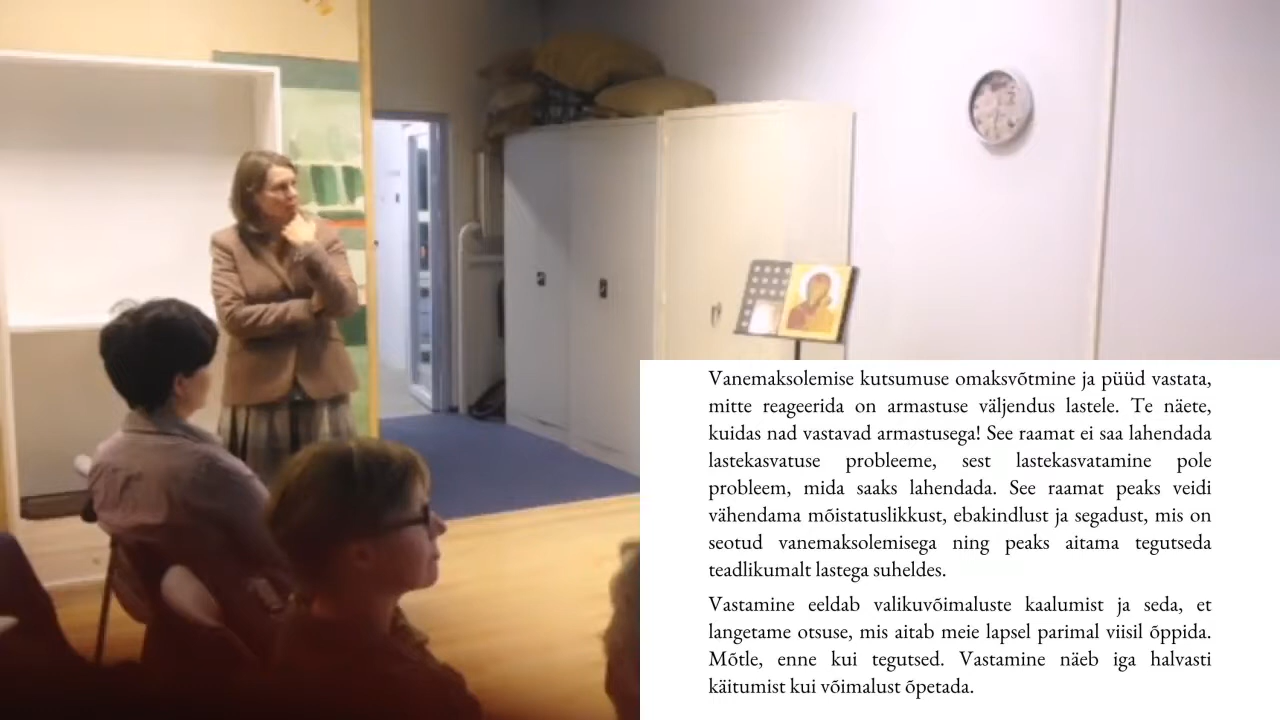 Vanemaksolemise kutsumuse omaksvõtmine ja püüd vastata,
mitte reageerida on armastuse väljendus lastele. Te näete,
kuidas nad vastavad armastusega! See raamat ei saa lahendada
lastekasvatuse probleeme, sest lastekasvatamine pole
probleem, mida saaks lahendada. See raamat peaks veidi
vähendama mõistatuslikkust, ebakindlust ja segadust, mis on
seotud vanemaksolemisega ning peaks aitama tegutseda
teadlikumalt lastega suheldes.
Vastamine eeldab valikuvõimaluste kaalumist ja seda, et
langetame otsuse, mis aitab meie lapsel parimal viisil õppida.
Mõtle, enne kui tegutsed. Vastamine näeb iga halvasti
käitumist kui võimalust õpetada.